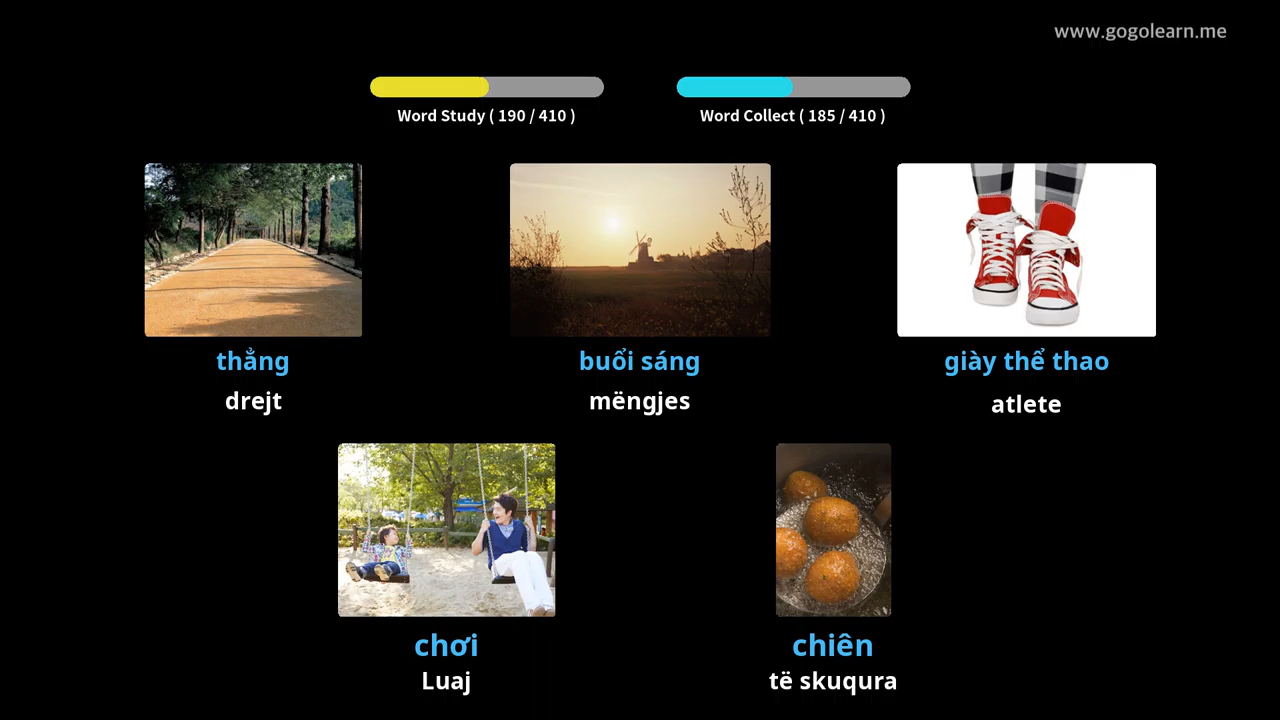 www.gogolearn.me
Word Study ( 190 / 410 )
Word Collect ( 185 / 410 )
thẳng
buổi sáng
giày thể thao
drejt
mëngjes
atlete
chơi
chiên
Luaj
të skuqura